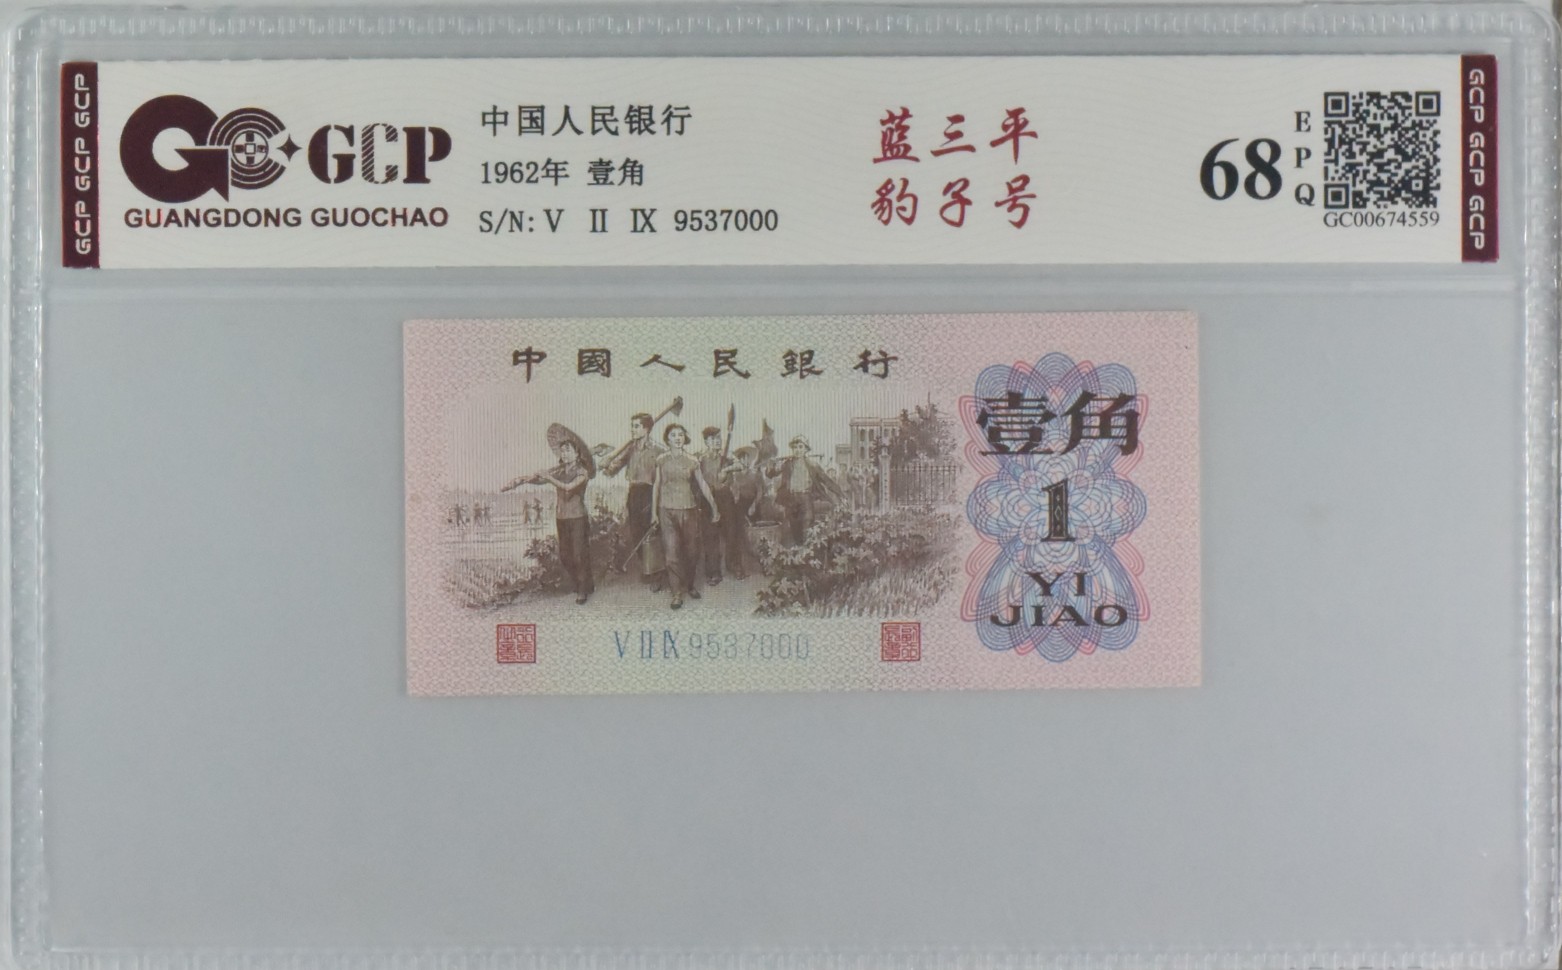 GCP GCP GCP
GCP
GUANGDONG GUOCHAO
中国人民银行
1962年 壹角
S/N: V Ⅱ Ⅸ 9537000
蓝三平
豹子号
68
EPQ
GC00674559
GCP GCP GCP
中國人民銀行
壹角
1
YI
JIAO
V Ⅱ Ⅸ 9537000